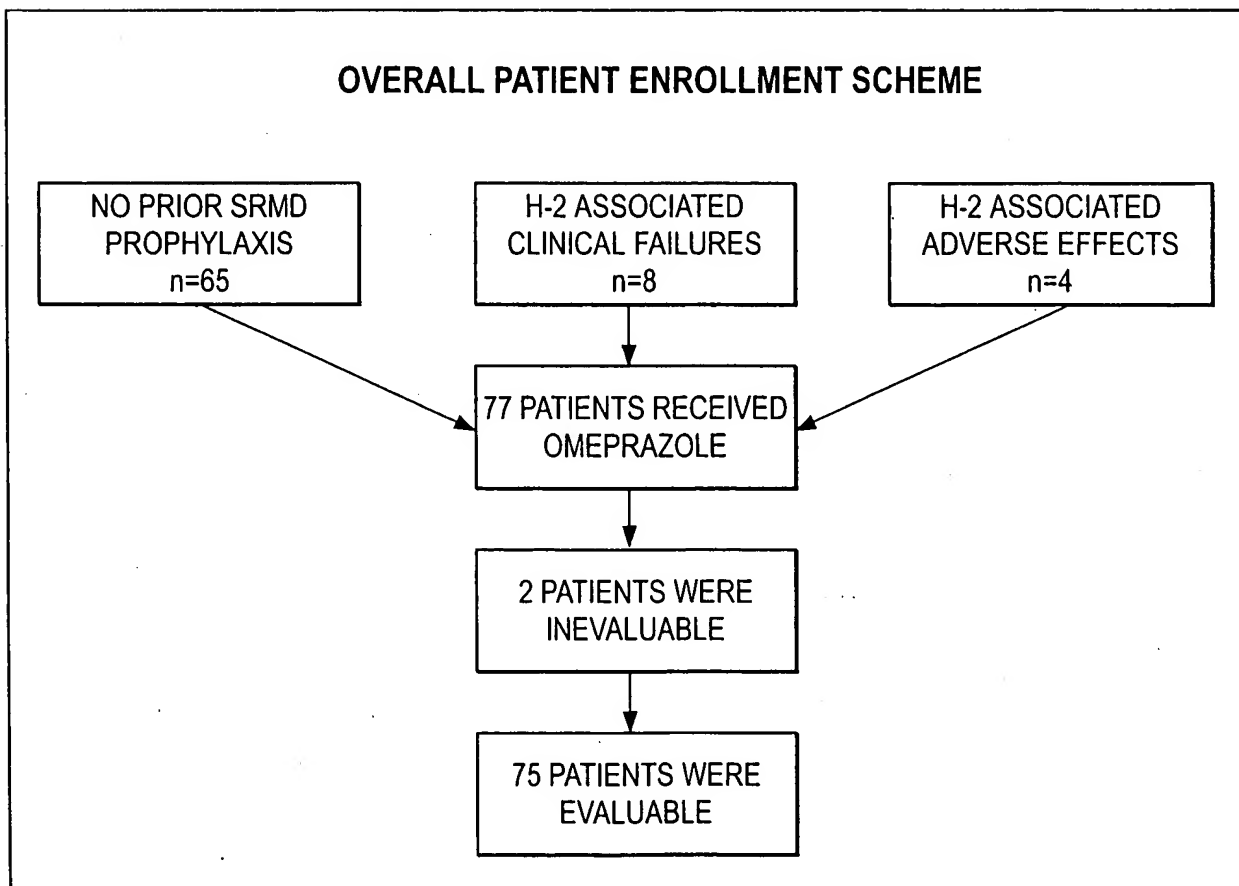 OVERALL PATIENT ENROLLMENT SCHEME
NO PRIOR SRMD
PROPHYLAXIS
n=65
H-2 ASSOCIATED
CLINICAL FAILURES
n=8
H-2 ASSOCIATED
ADVERSE EFFECTS
n=4
77 PATIENTS RECEIVED
OMEPRAZOLE
2 PATIENTS WERE
INEVALUABLE
75 PATIENTS WERE
EVALUABLE